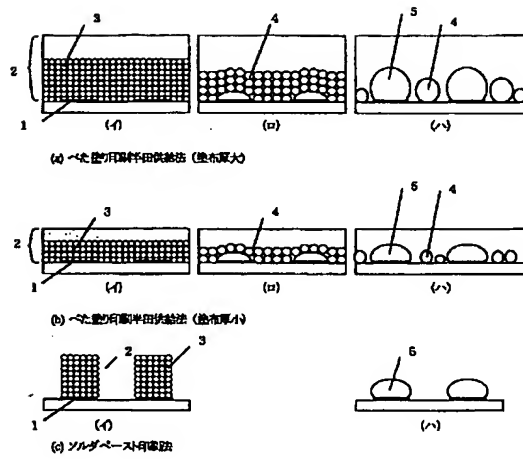 3 4 5 4
2
1
(イ) (ロ) (ハ)
(a) べた塗り印刷半田供給法 (塗布厚大)
3 4 5 4
2
1
(イ) (ロ) (ハ)
(b) べた塗り印刷半田供給法 (塗布厚小)
2 3 6
1
(イ) (ハ)
(c) ソルダペースト印刷法